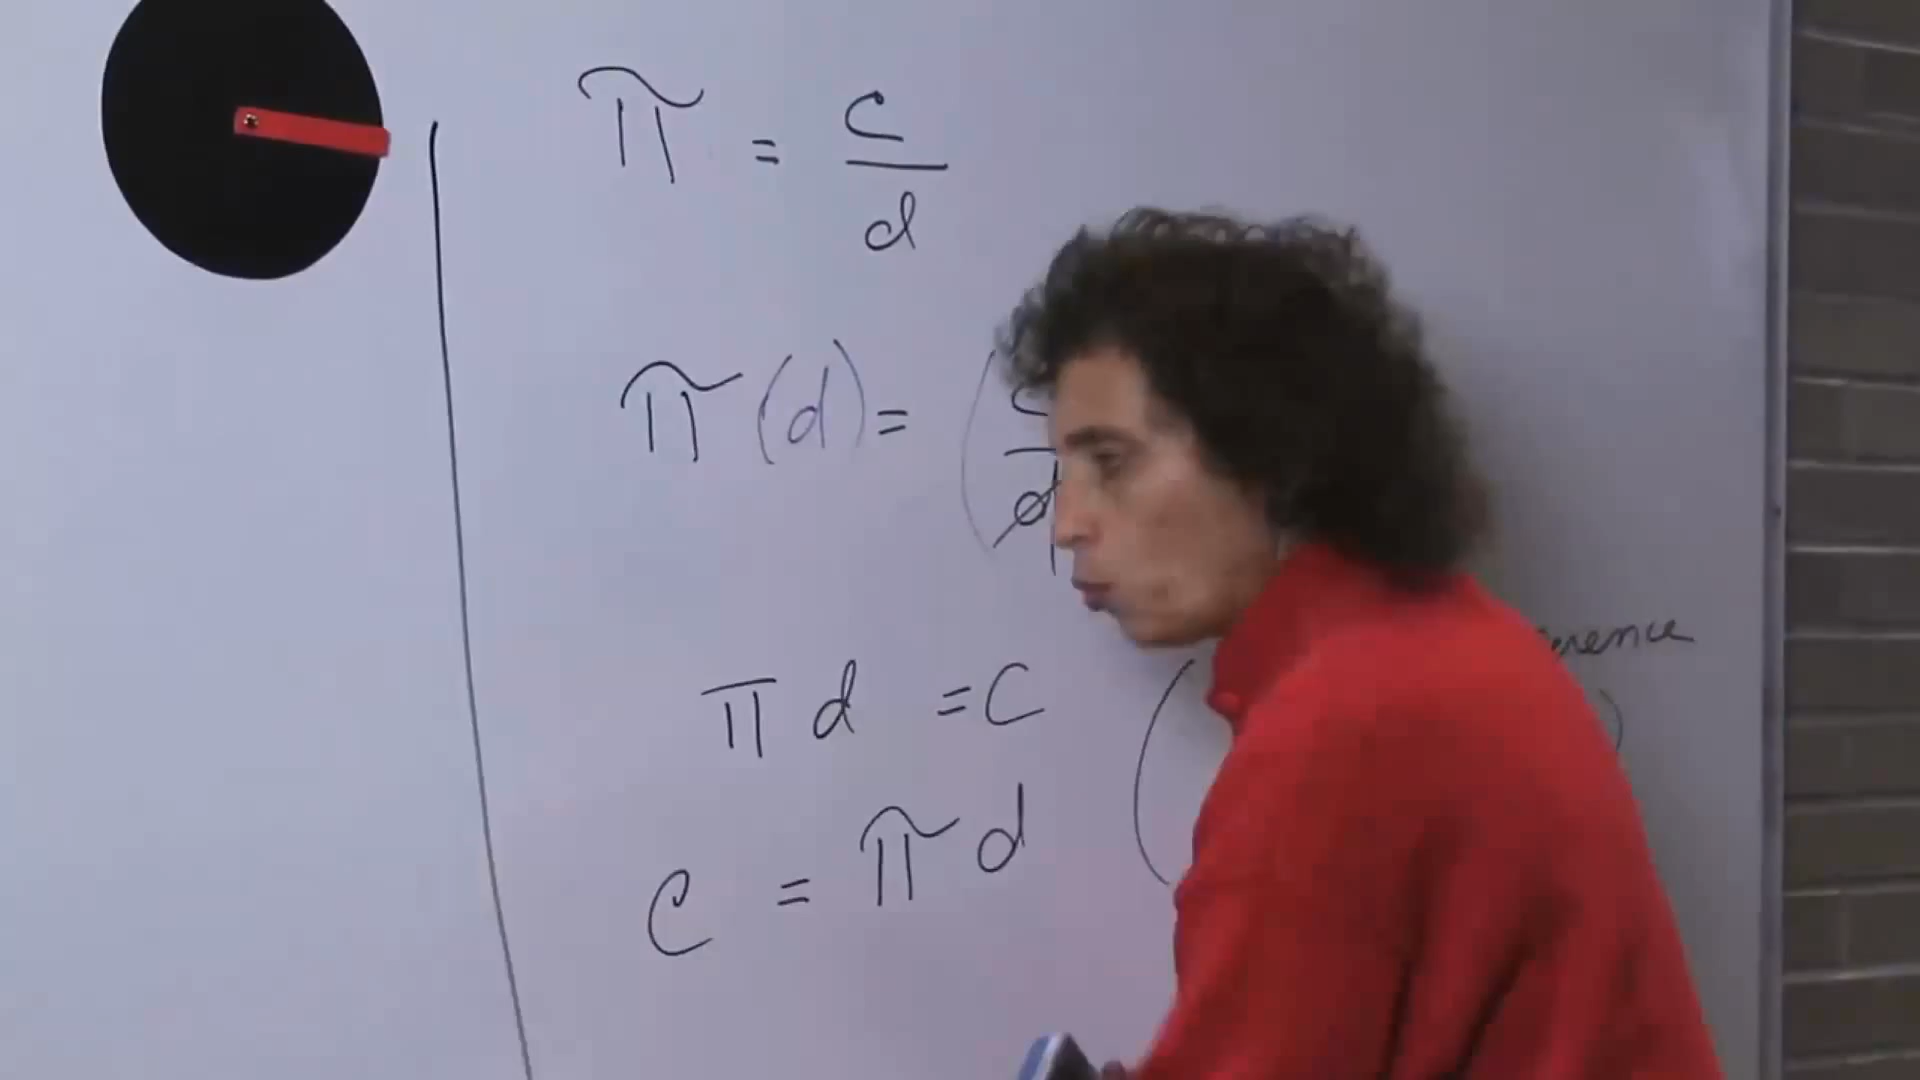 π = c/d
π(d) = (c/d
πd = C (
C = πd